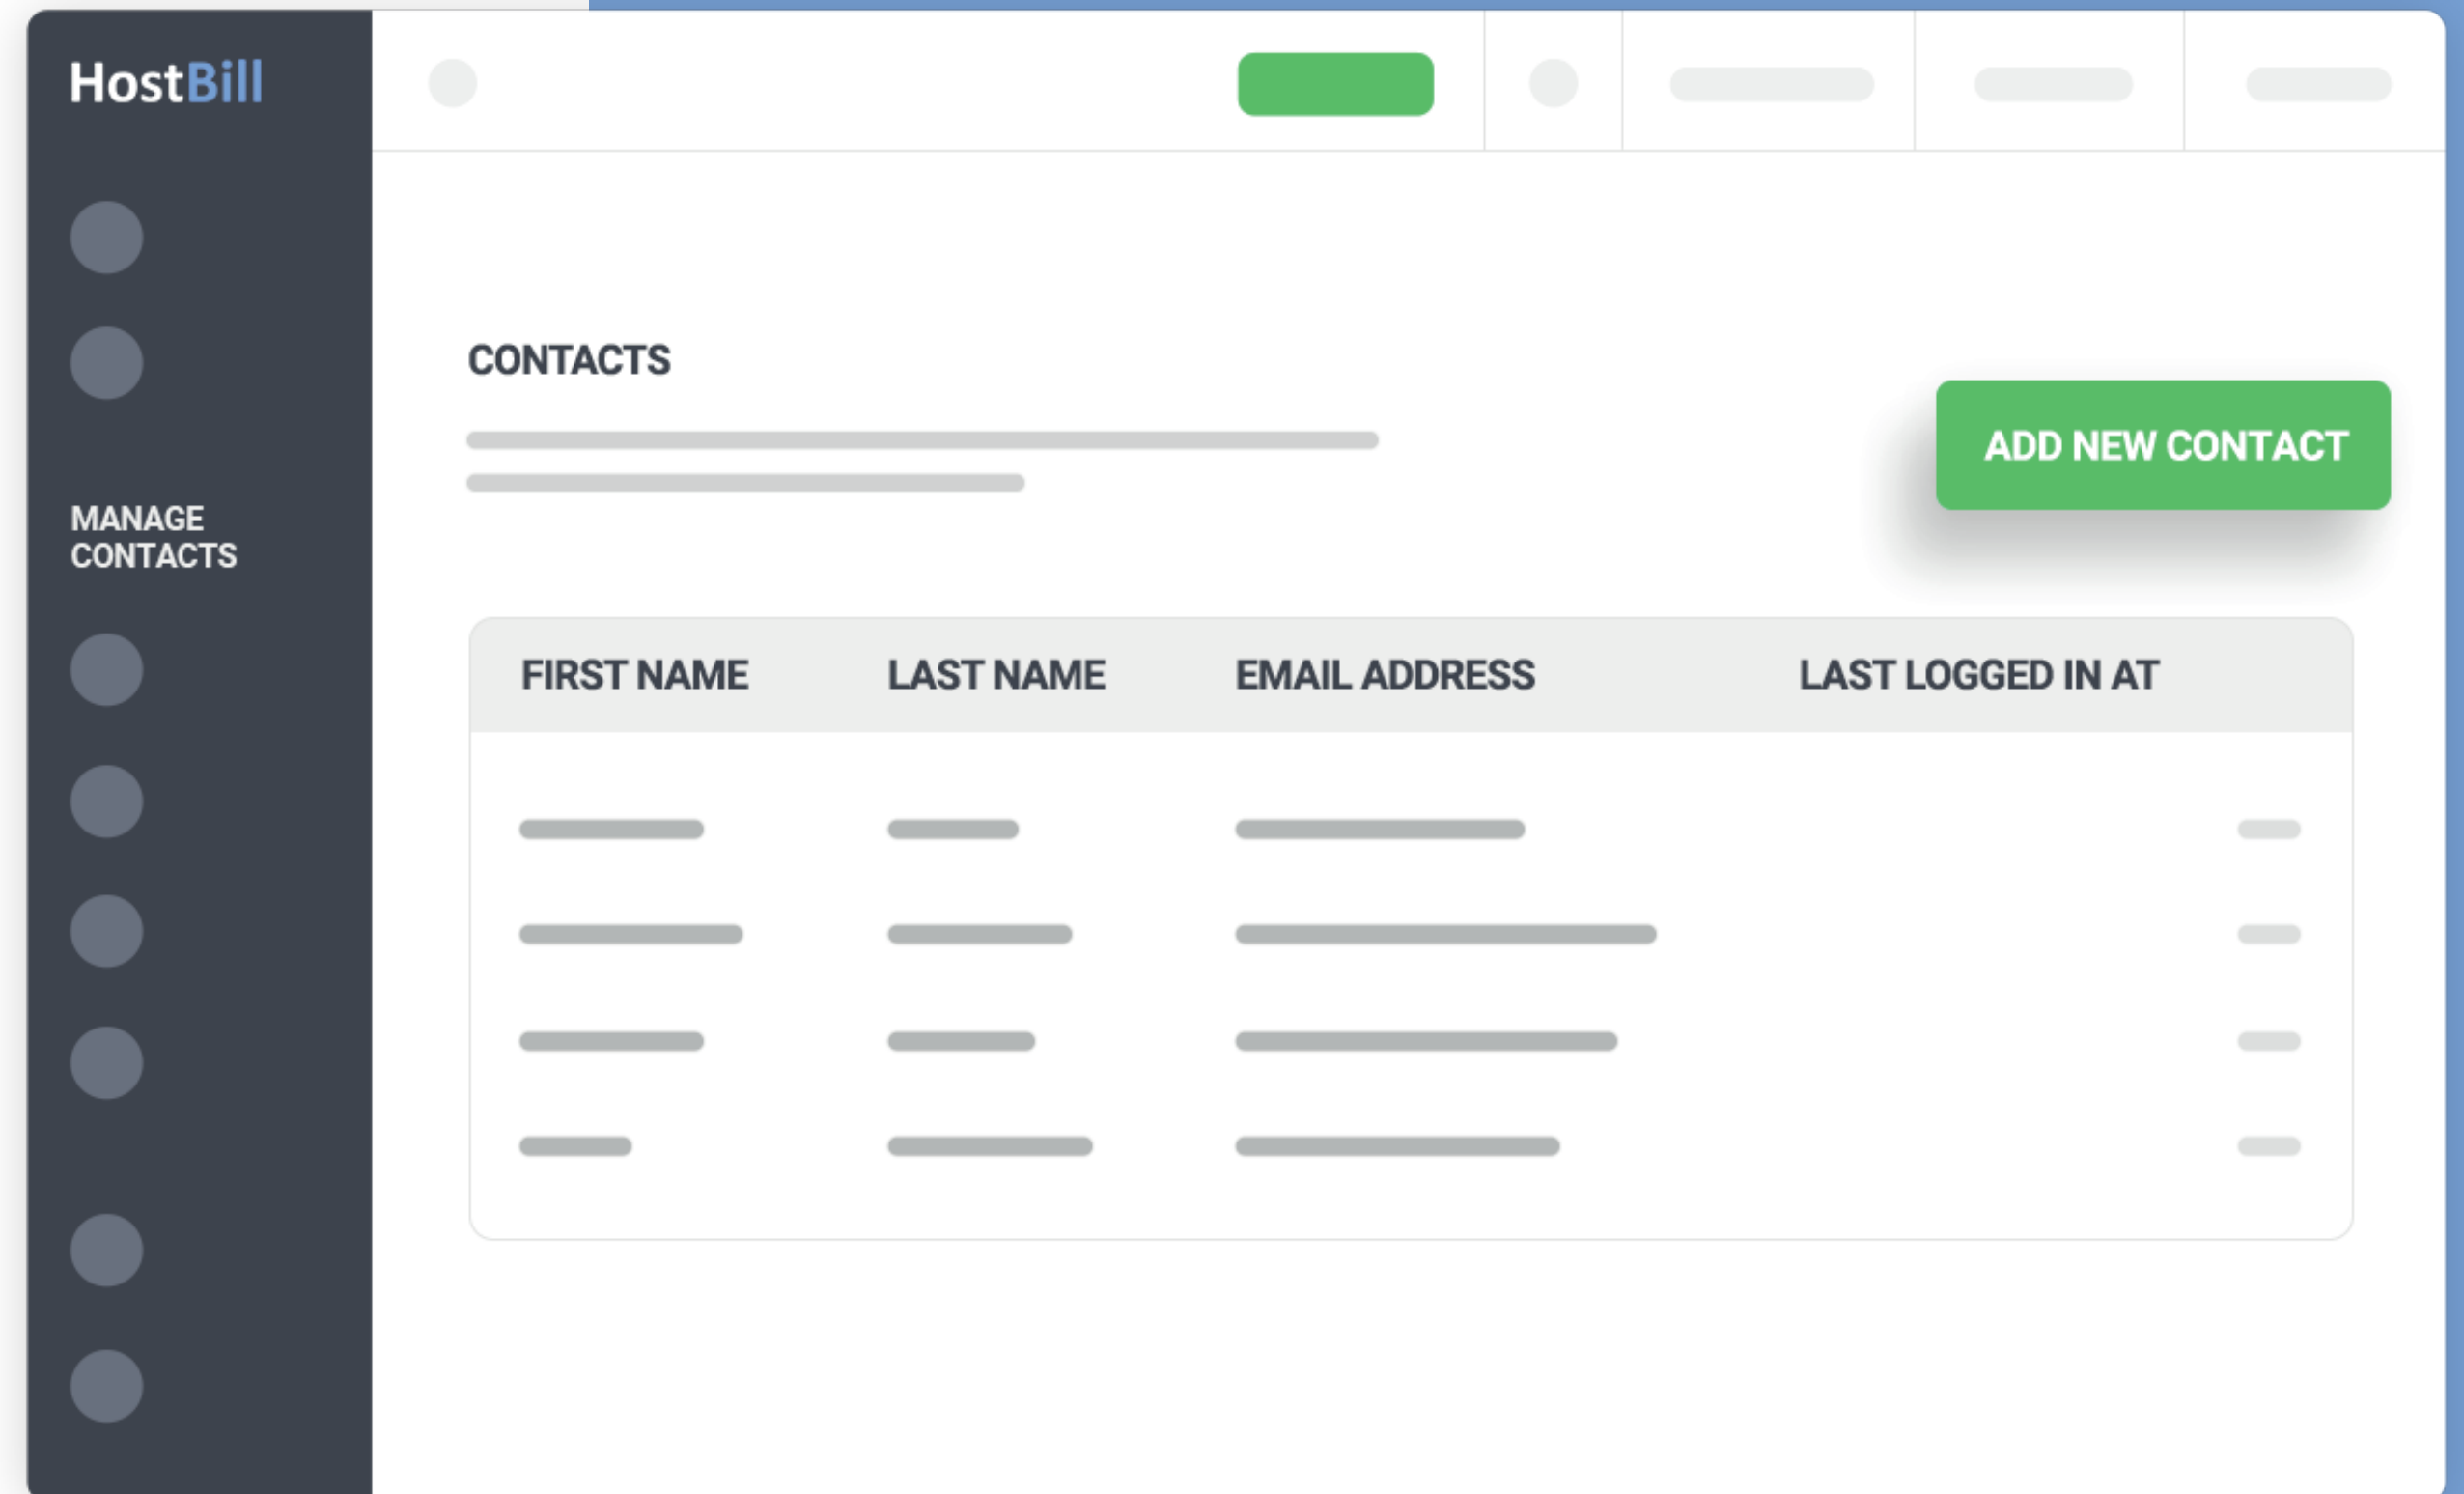 HostBill
MANAGE
CONTACTS
CONTACTS
ADD NEW CONTACT
FIRST NAME LAST NAME EMAIL ADDRESS LAST LOGGED IN AT